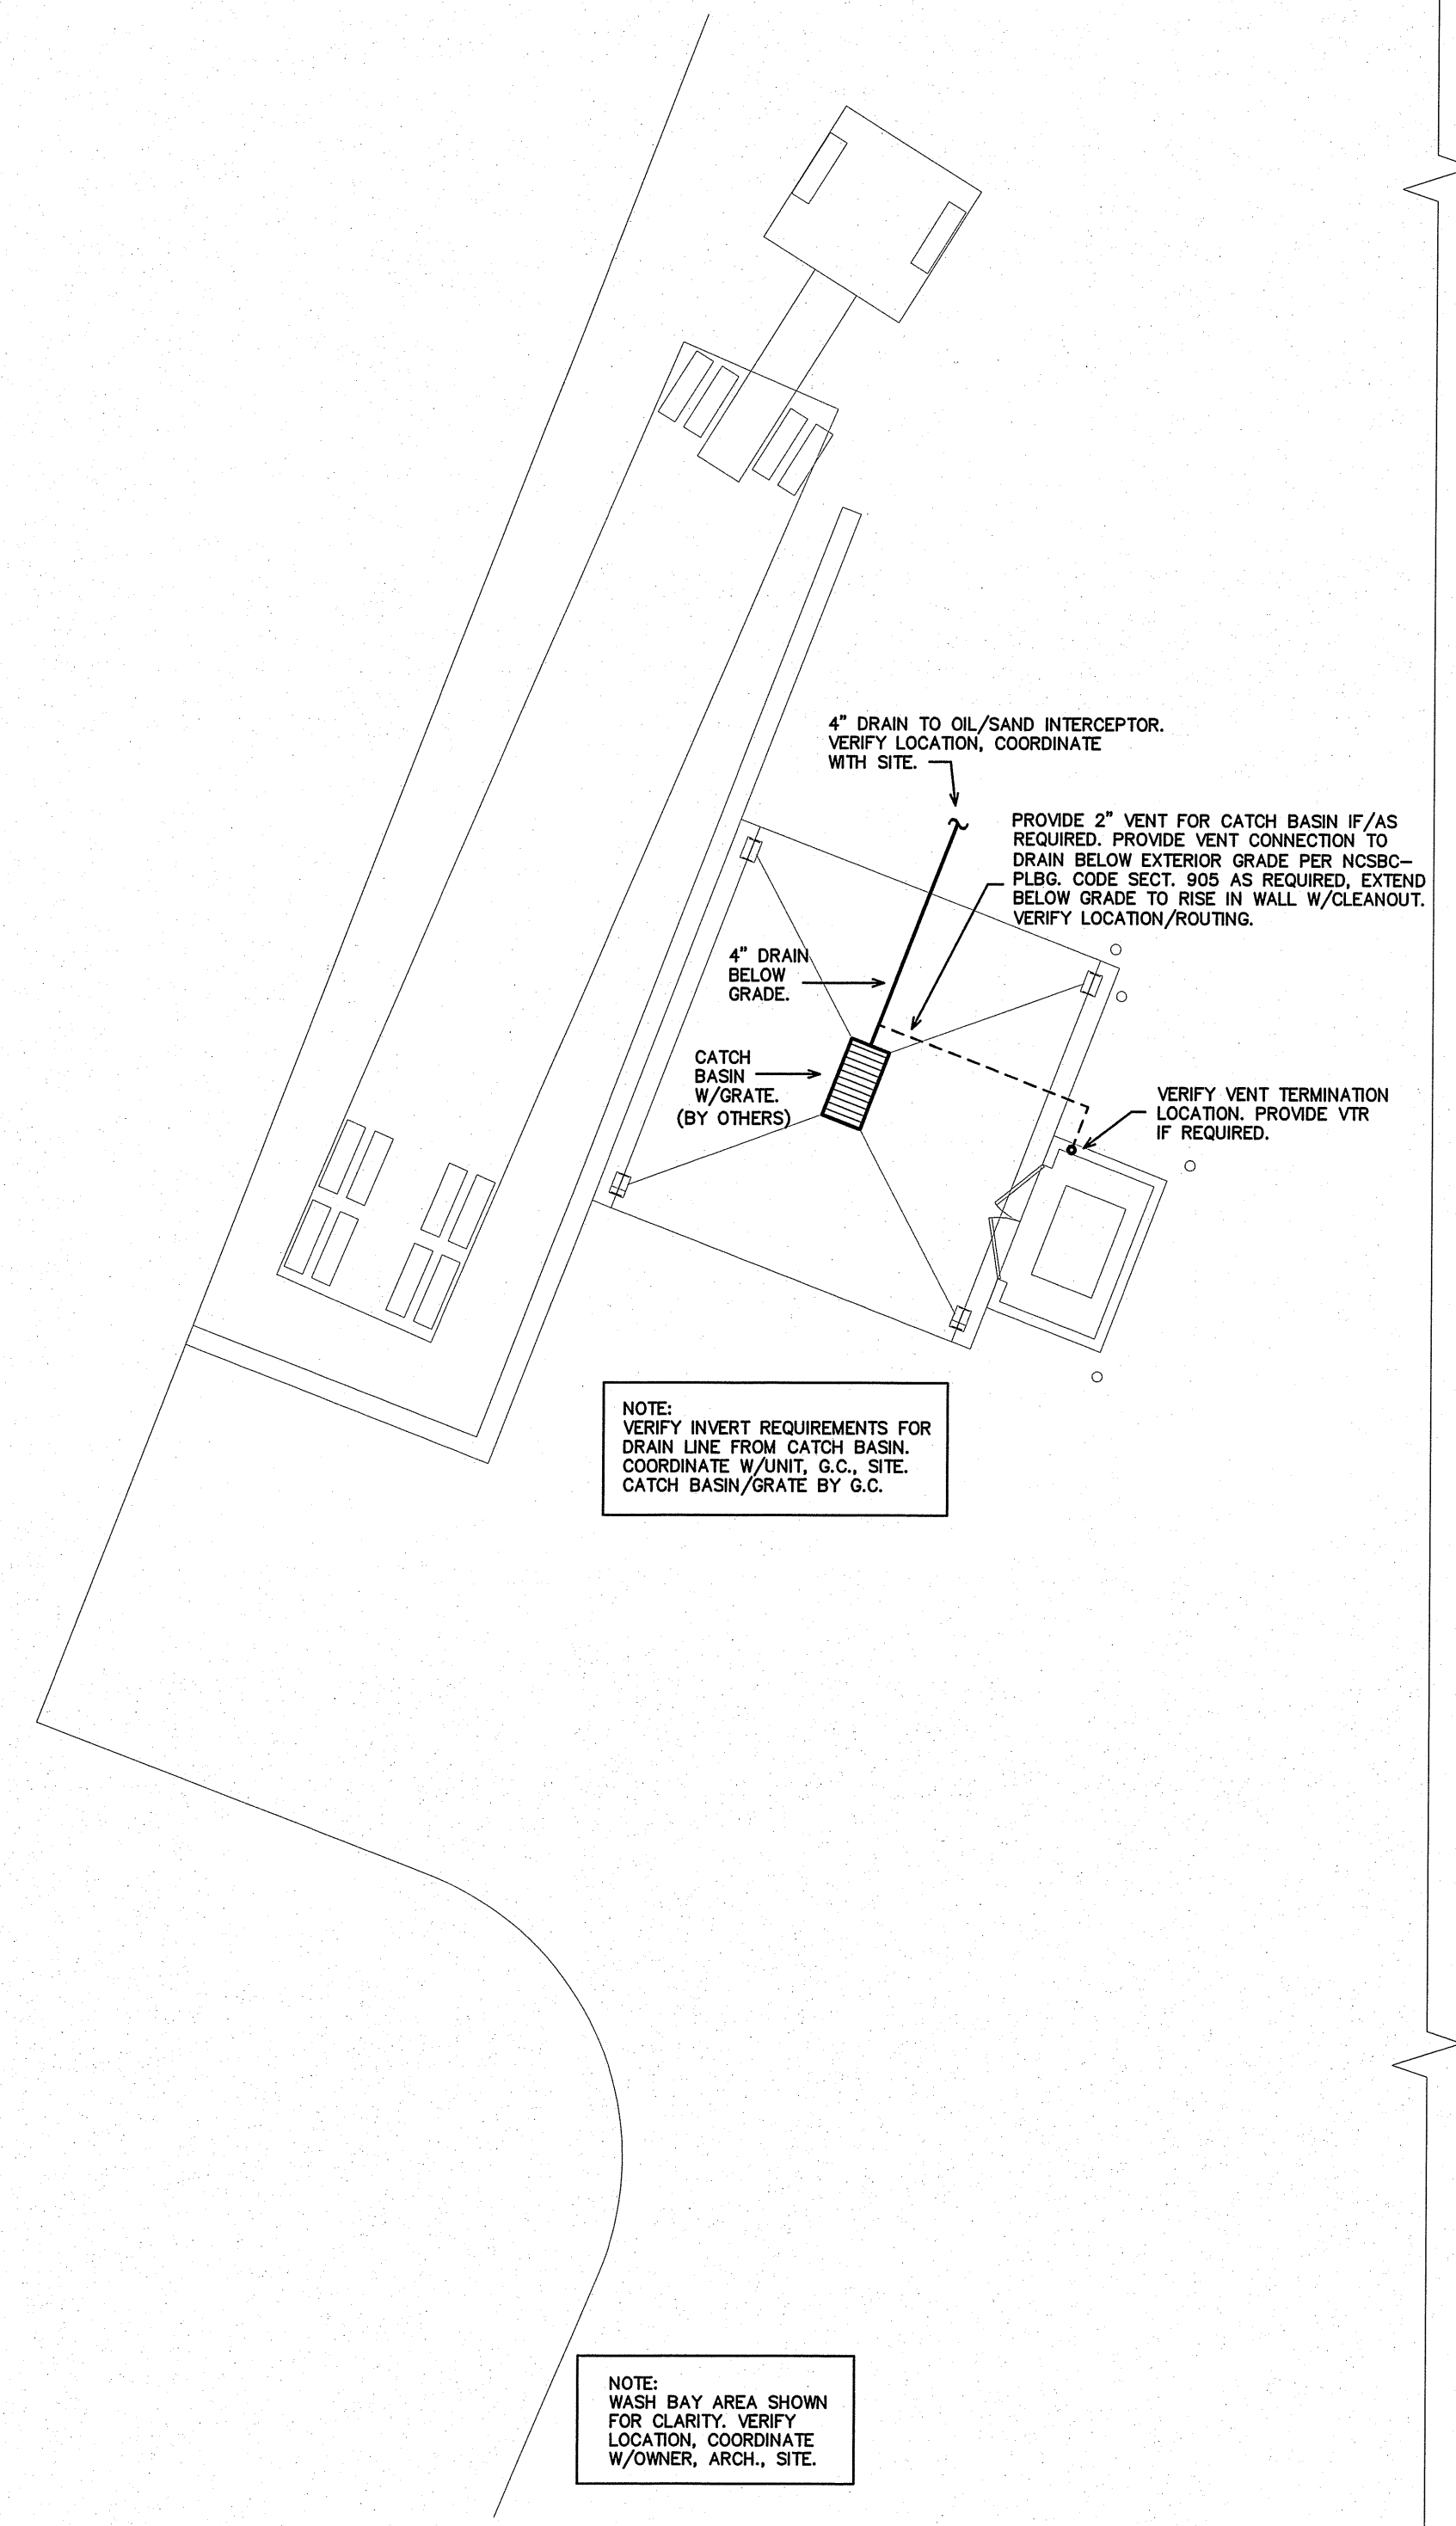 4" DRAIN TO OIL/SAND INTERCEPTOR.
VERIFY LOCATION, COORDINATE
WITH SITE.
PROVIDE 2" VENT FOR CATCH BASIN IF/AS
REQUIRED. PROVIDE VENT CONNECTION TO
DRAIN BELOW EXTERIOR GRADE PER NCSBC-
PLBG. CODE SECT. 905 AS REQUIRED, EXTEND
BELOW GRADE TO RISE IN WALL W/CLEANOUT.
VERIFY LOCATION/ROUTING.
4" DRAIN
BELOW
GRADE.
CATCH
BASIN
W/GRATE.
(BY OTHERS)
VERIFY VENT TERMINATION
LOCATION. PROVIDE VTR
IF REQUIRED.
NOTE:
VERIFY INVERT REQUIREMENTS FOR
DRAIN LINE FROM CATCH BASIN.
COORDINATE W/UNIT, G.C., SITE.
CATCH BASIN/GRATE BY G.C.
NOTE:
WASH BAY AREA SHOWN
FOR CLARITY. VERIFY
LOCATION, COORDINATE
W/OWNER, ARCH., SITE.